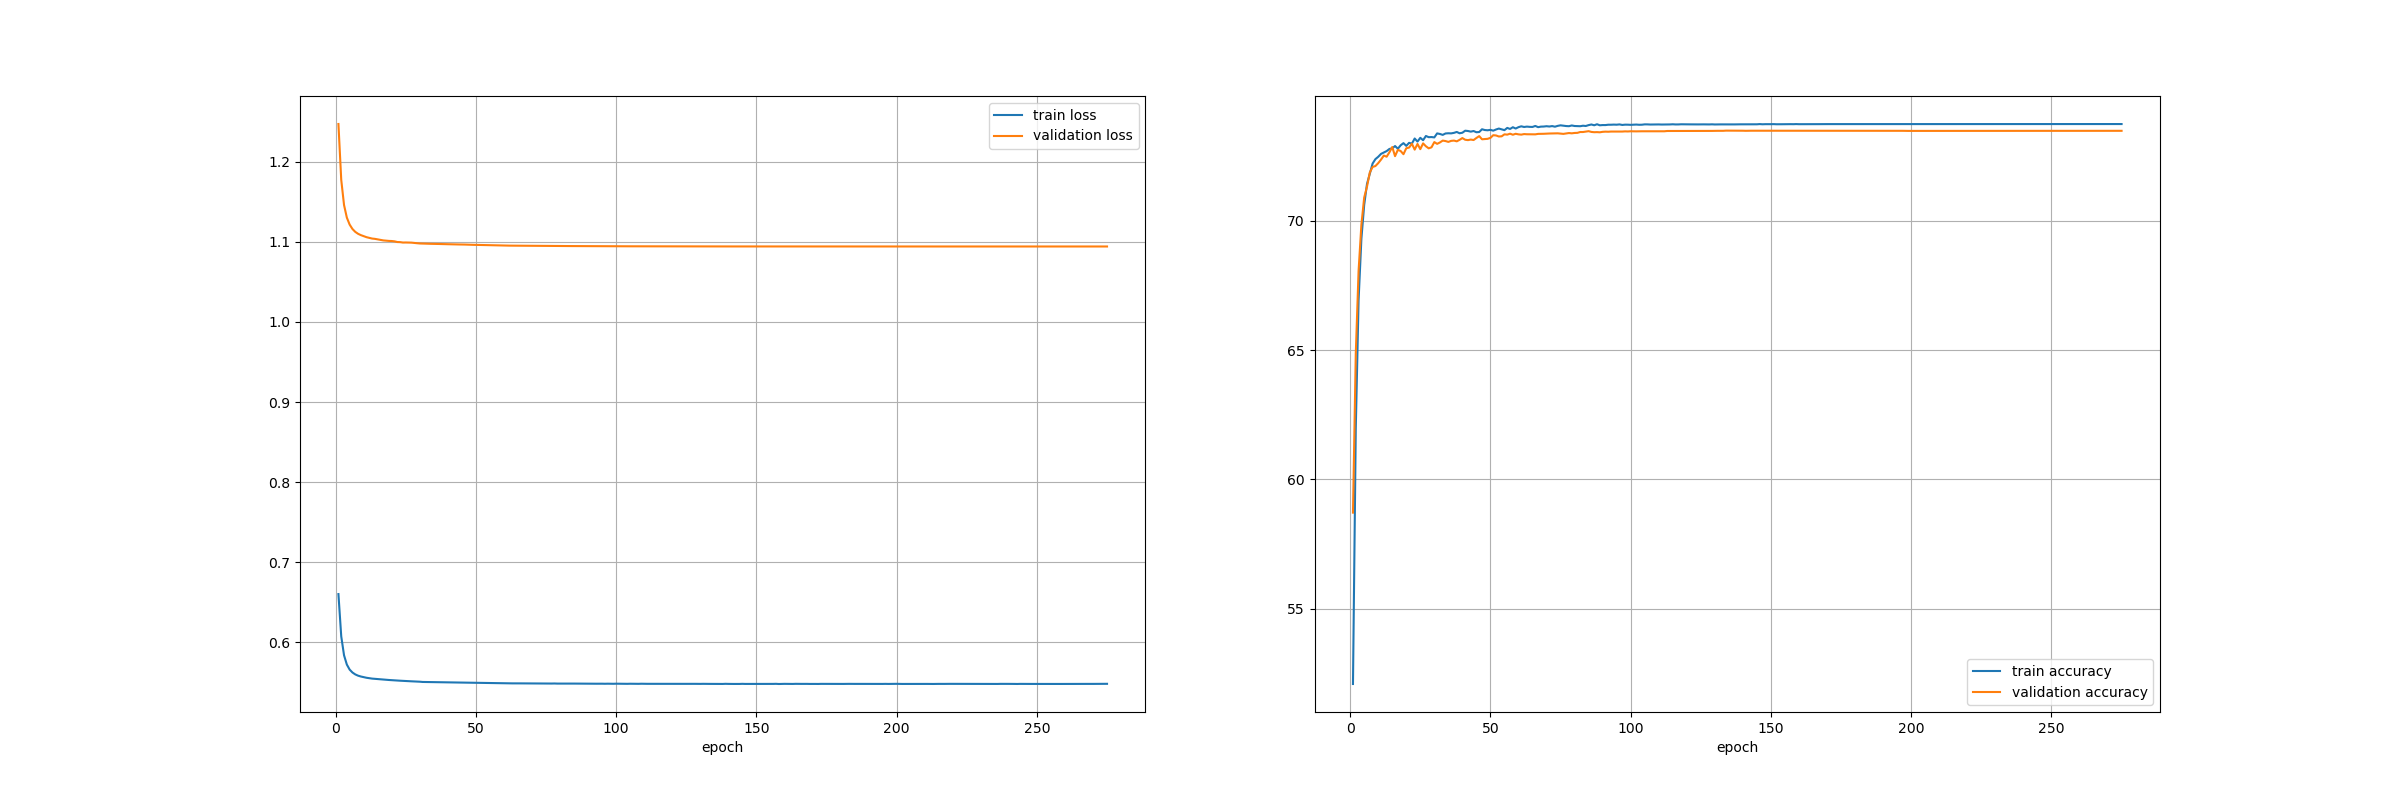 train loss
validation loss
1.2
1.1
1.0
0.9
0.8
0.7
0.6
0 50 100 150 200 250
epoch
70
65
60
55
train accuracy
validation accuracy
0 50 100 150 200 250
epoch